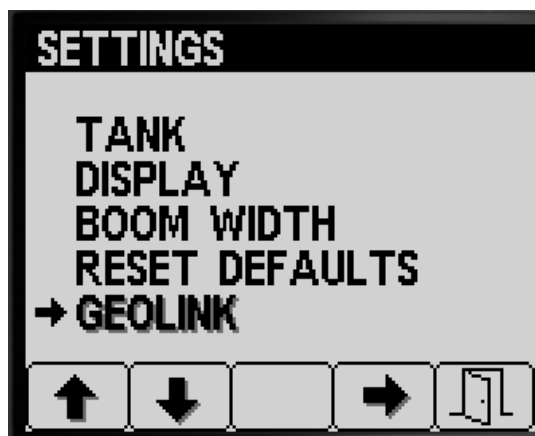 SETTINGS
TANK
DISPLAY
BOOM WIDTH
RESET DEFAULTS
GEOLINK